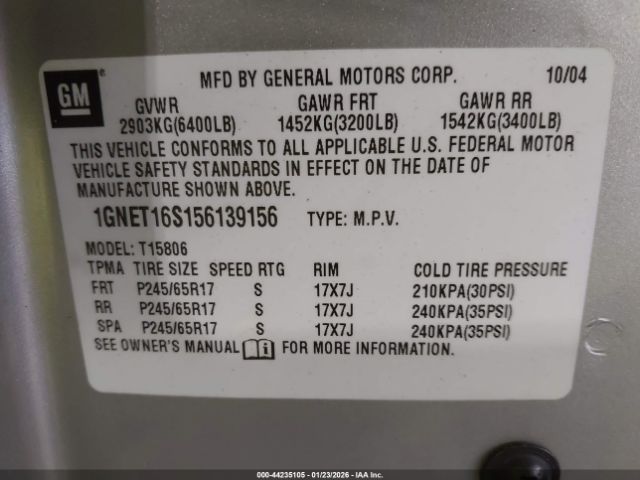 GM ® MFD BY GENERAL MOTORS CORP. 10/04
GVWR GAWR FRT GAWR RR
2903KG(6400LB) 1452KG(3200LB) 1542KG(3400LB)
THIS VEHICLE CONFORMS TO ALL APPLICABLE U.S. FEDERAL MOTOR
VEHICLE SAFETY STANDARDS IN EFFECT ON THE DATE OF
MANUFACTURE SHOWN ABOVE.
1GNET16S156139156 TYPE: M.P.V.
MODEL: T15806
TPMA TIRE SIZE SPEED RTG RIM COLD TIRE PRESSURE
FRT P245/65R17 S 17X7J 210KPA(30PSI)
RR P245/65R17 S 17X7J 240KPA(35PSI)
SPA P245/65R17 S 17X7J 240KPA(35PSI)
SEE OWNER'S MANUAL FOR MORE INFORMATION.
000-44235105 - 01/23/2026 - IAA Inc.